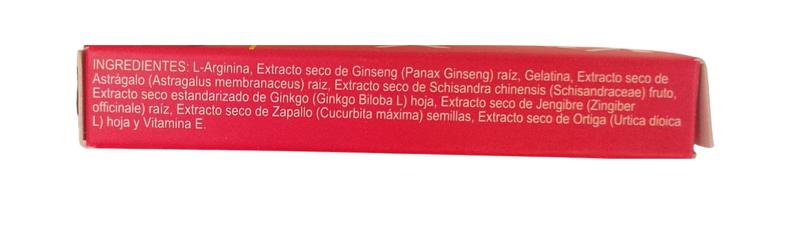 INGREDIENTES: L-Arginina, Extracto seco de Ginseng (Panax Ginseng) raíz, Gelatina, Extracto seco de
Astrágalo (Astragalus membranaceus) raiz, Extracto seco de Schisandra chinensis (Schisandraceae) fruto,
Extracto seco estandarizado de Ginkgo (Ginkgo Biloba L) hoja, Extracto seco de Jengibre (Zingiber
officinale) raíz, Extracto seco de Zapallo (Cucurbita máxima) semillas, Extracto seco de Ortiga (Urtica dioica
L) hoja y Vitamina E.